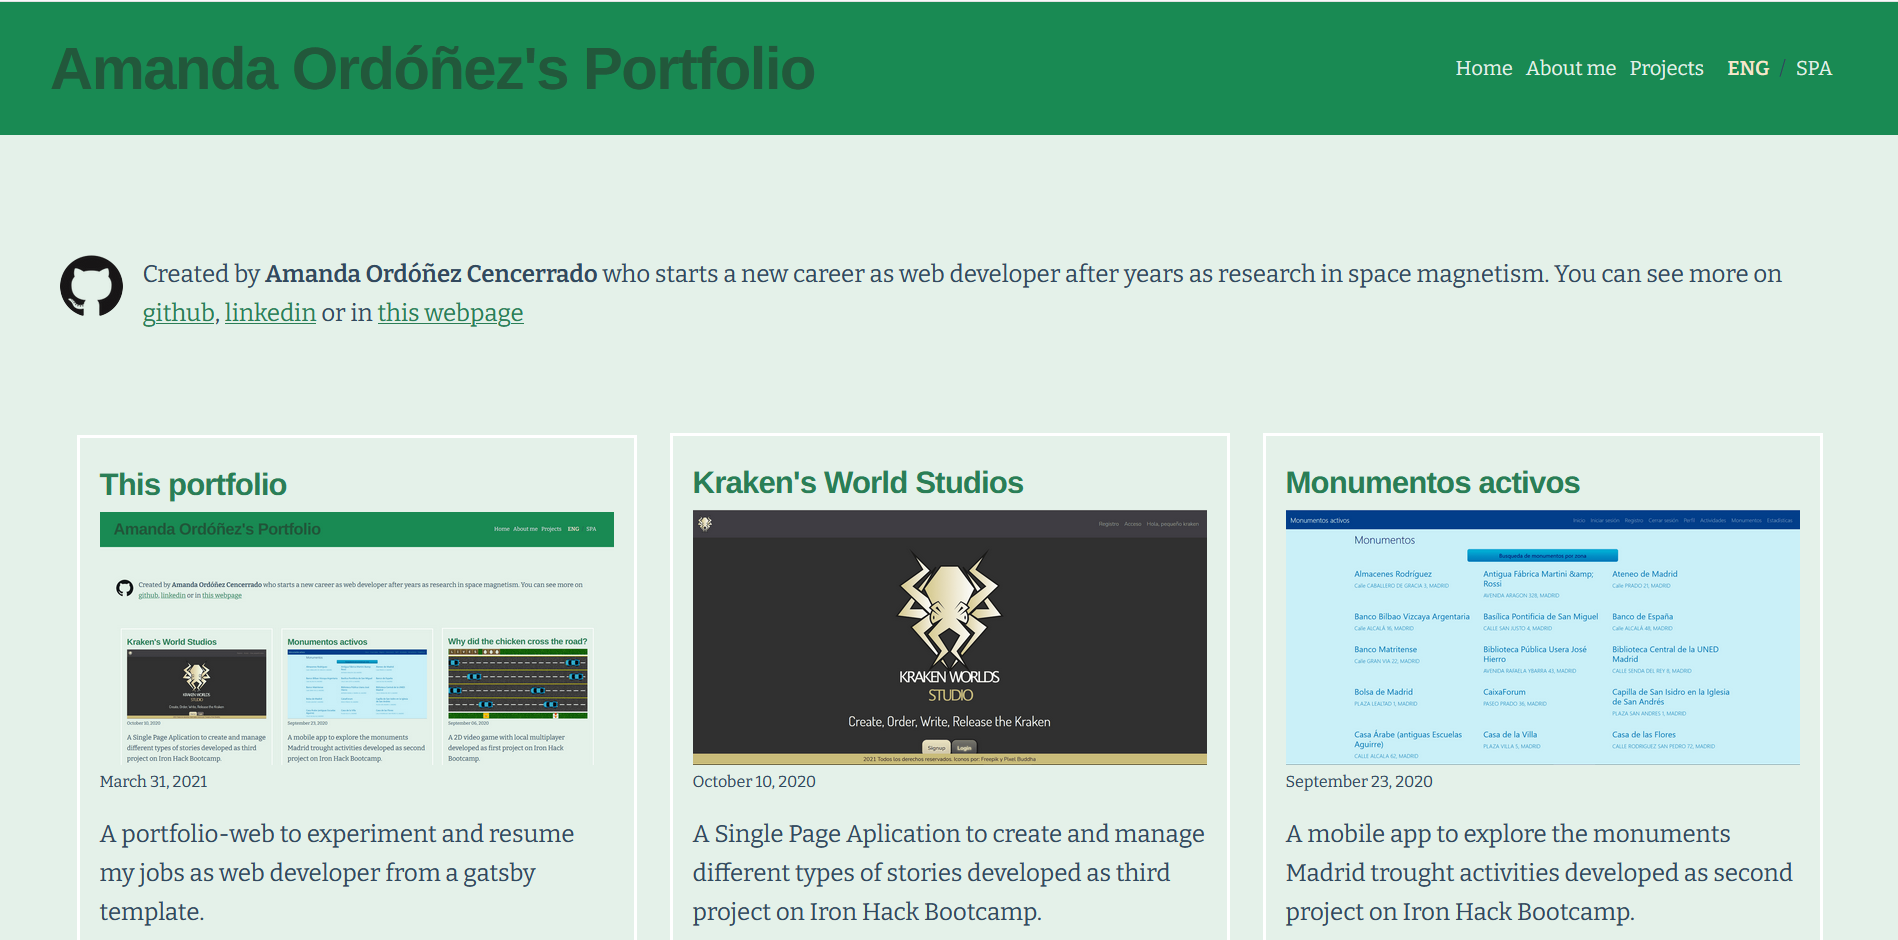 Amanda Ordóñez's Portfolio
Home About me Projects ENG / SPA
Created by Amanda Ordóñez Cencerrado who starts a new career as web developer after years as research in space magnetism. You can see more on
github, linkedin or in this webpage
This portfolio
Amanda Ordóñez's Portfolio
Home About me Projects ENG SPA
Created by Amanda Ordóñez Cencerrado who starts a new career as web developer after years as research in space magnetism. You can see more on
github, linkedin or in this webpage
Kraken's World Studios
KRAKEN WORLDS
STUDIO
Create, Order, Write, Release the Kraken
October 10, 2020
A Single Page Aplication to create and manage
different types of stories developed as third
project on Iron Hack Bootcamp.
Monumentos activos
September 23, 2020
A mobile app to explore the monuments
Madrid trought activities developed as second
project on Iron Hack Bootcamp.
Why did the chicken cross the road?
September 06, 2020
A 2D video game with local multiplayer
developed as first project on Iron Hack
Bootcamp.
March 31, 2021
A portfolio-web to experiment and resume
my jobs as web developer from a gatsby
template.
Kraken's World Studios
Registro Acceso Hola, pequeño kraken
KRAKEN WORLDS
STUDIO
Create, Order, Write, Release the Kraken
Signup Login
2021 Todos los derechos reservados. Iconos por: Freepik y Pixel Buddha
October 10, 2020
A Single Page Aplication to create and manage
different types of stories developed as third
project on Iron Hack Bootcamp.
Monumentos activos
Monumentos activos
Inicio Iniciar sesión Registro Cerrar sesión Perfil Actividades Monumentos Estadísticas
Monumentos
Busqueda de monumentos por zona
Almacenes Rodríguez
Calle CABALLERO DE GRACIA 3, MADRID
Antigua Fábrica Martini &amp;
Rossi
AVENIDA ARAGON 328, MADRID
Ateneo de Madrid
Calle PRADO 21, MADRID
Banco Bilbao Vizcaya Argentaria
Calle ALCALÁ 16, MADRID
Basílica Pontificia de San Miguel
CALLE SAN JUSTO 4, MADRID
Banco de España
Calle ALCALÁ 48, MADRID
Banco Matritense
Calle GRAN VIA 22, MADRID
Biblioteca Pública Usera José
Hierro
AVENIDA RAFAELA YBARRA 43, MADRID
Biblioteca Central de la UNED
Madrid
CALLE SENDA DEL REY 8, MADRID
Bolsa de Madrid
PLAZA LEALTAD 1, MADRID
CaixaForum
PASEO PRADO 36, MADRID
Capilla de San Isidro en la Iglesia
de San Andrés
PLAZA SAN ANDRES 1, MADRID
Casa Árabe (antiguas Escuelas
Aguirre)
CALLE ALCALA 62, MADRID
Casa de la Villa
PLAZA VILLA 5, MADRID
Casa de las Flores
CALLE RODRIGUEZ SAN PEDRO 72, MADRID
September 23, 2020
A mobile app to explore the monuments
Madrid trought activities developed as second
project on Iron Hack Bootcamp.